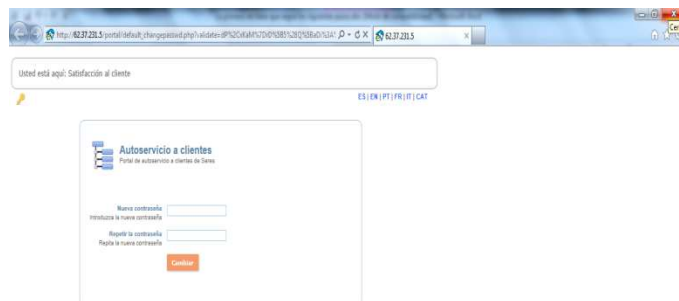 http://62.37.231.5/portal/default_changepasswd.php?validate=
62.37.231.5
Usted está aquí: Satisfacción al cliente
ES | EN | PT | FR | IT | CAT
Autoservicio a clientes
Portal de autoservicio a clientes de Seres
Nueva contraseña
Introduzca la nueva contraseña
Repetir la contraseña
Repita la nueva contraseña
Cambiar